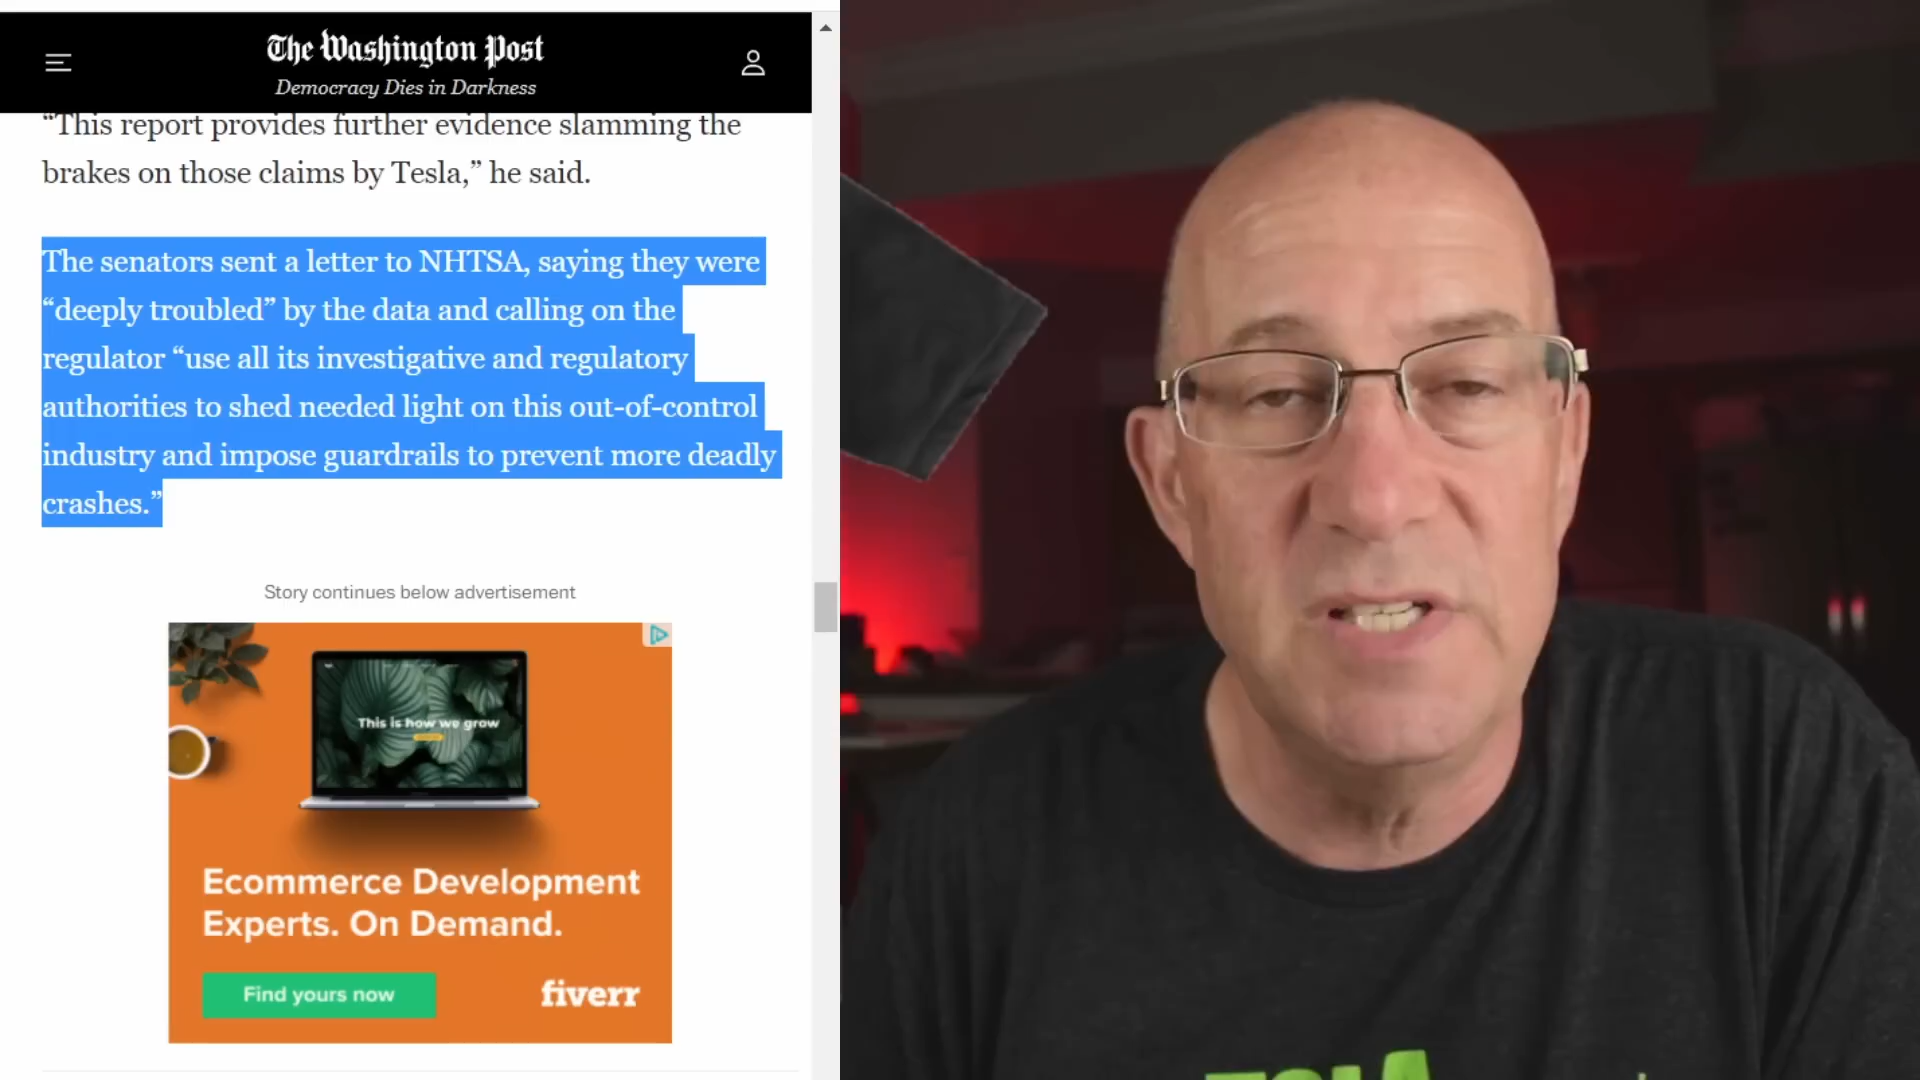 The Washington Post
Democracy Dies in Darkness
“This report provides further evidence slamming the
brakes on those claims by Tesla,” he said.
The senators sent a letter to NHTSA, saying they were
“deeply troubled” by the data and calling on the
regulator “use all its investigative and regulatory
authorities to shed needed light on this out-of-control
industry and impose guardrails to prevent more deadly
crashes.”
Story continues below advertisement
This is how we grow
Ecommerce Development
Experts. On Demand.
Find yours now
fiverr